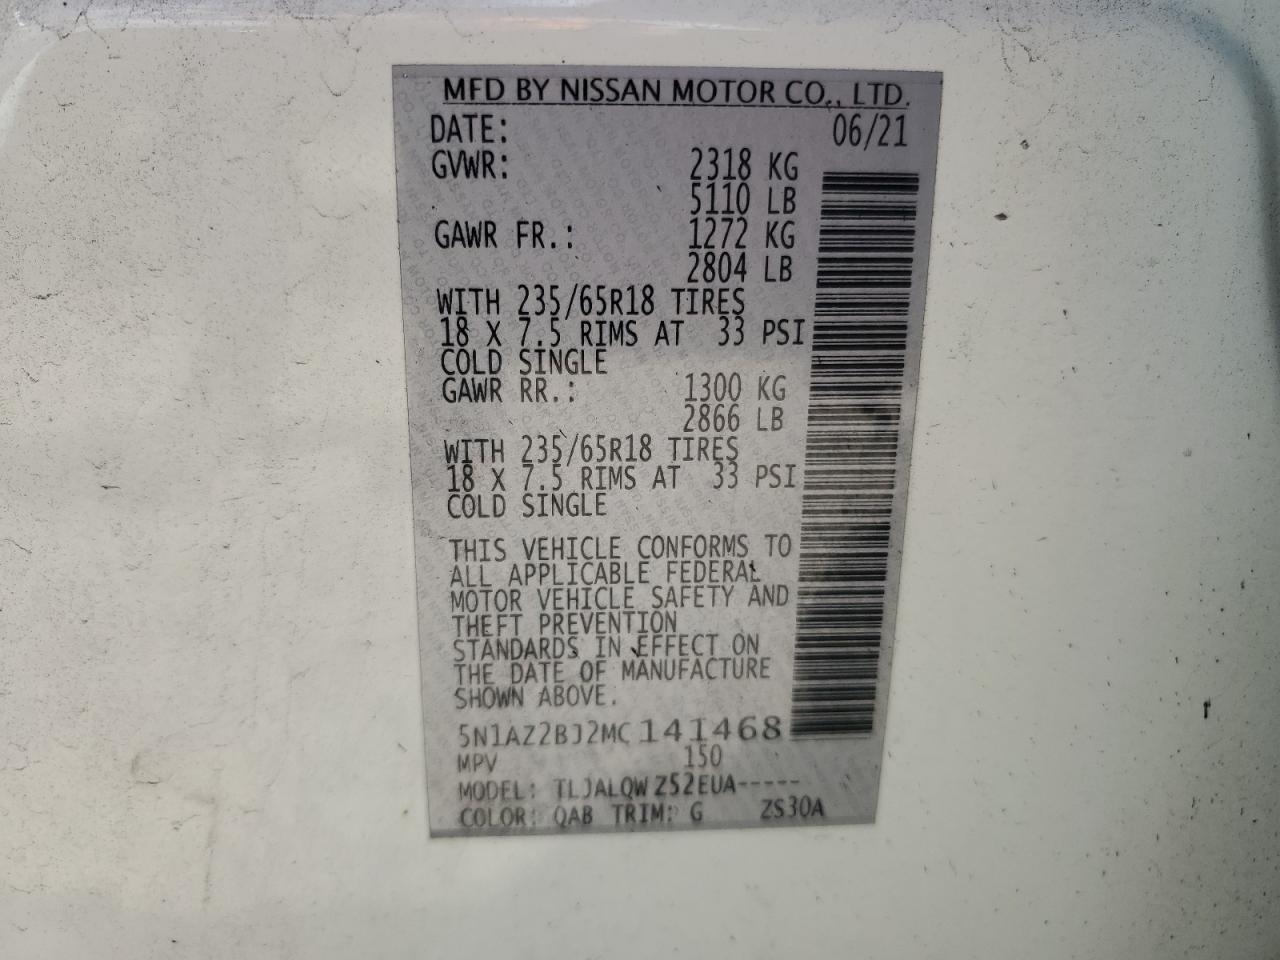 MFD BY NISSAN MOTOR CO., LTD.
DATE: 06/21
GVWR: 2318 KG
5110 LB
GAWR FR.: 1272 KG
2804 LB
WITH 235/65R18 TIRES
18 X 7.5 RIMS AT 33 PSI
COLD SINGLE
GAWR RR.: 1300 KG
2866 LB
WITH 235/65R18 TIRES
18 X 7.5 RIMS AT 33 PSI
COLD SINGLE
THIS VEHICLE CONFORMS TO
ALL APPLICABLE FEDERAL
MOTOR VEHICLE SAFETY AND
THEFT PREVENTION
STANDARDS IN EFFECT ON
THE DATE OF MANUFACTURE
SHOWN ABOVE.
5N1AZ2BJ2MC141468
MPV 150
MODEL: TLJALQWZ52EUA-----
COLOR: QAB TRIM: G ZS30A